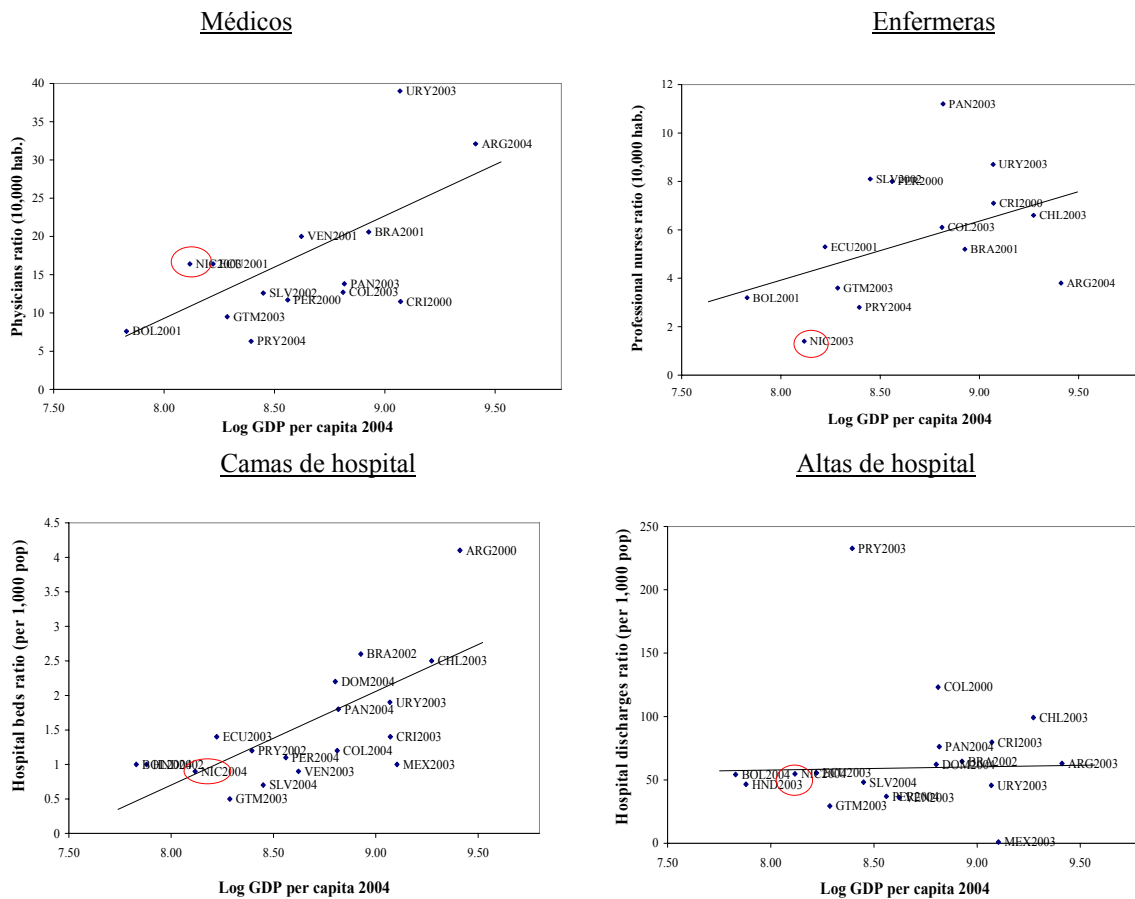 Médicos
Enfermeras
Physicians ratio (10,000 hab.)
40
35
30
25
20
15
10
5
0
URY2003
ARG2004
VEN2001
BRA2001
ECU2001
PAN2003
SLV2002
COL2003
PER2000
CRI2000
GTM2003
BOL2001
PRY2004
7.50
8.00
8.50
9.00
9.50
Log GDP per capita 2004
Professional nurses ratio (10,000 hab.)
12
10
8
6
4
2
0
PAN2003
URY2003
SLV2002
PER2000
CRI2000
CHL2003
COL2003
ECU2001
BRA2001
ARG2004
GTM2003
BOL2001
PRY2004
NIC2003
7.50
8.00
8.50
9.00
9.50
Log GDP per capita 2004
Camas de hospital
Altas de hospital
Hospital beds ratio (per 1,000 pop)
4.5
4
3.5
3
2.5
2
1.5
1
0.5
0
ARG2000
BRA2002
CHL2003
DOM2004
URY2003
PAN2004
ECU2003
CRI2003
PRY2002
COL2004
PER2004
MEX2003
NIC2004
VEN2003
SLV2004
GTM2003
7.50
8.00
8.50
9.00
9.50
Log GDP per capita 2004
Hospital discharges ratio (per 1,000 pop)
250
200
150
100
50
0
PRY2003
COL2000
CHL2003
CRI2003
PAN2004
BRA2002
DOM2004
ARG2003
BOL2004
NIC2004
ECU2003
HND2003
SLV2004
URY2003
PER2004
VEN2003
GTM2003
MEX2003
7.50
8.00
8.50
9.00
9.50
Log GDP per capita 2004